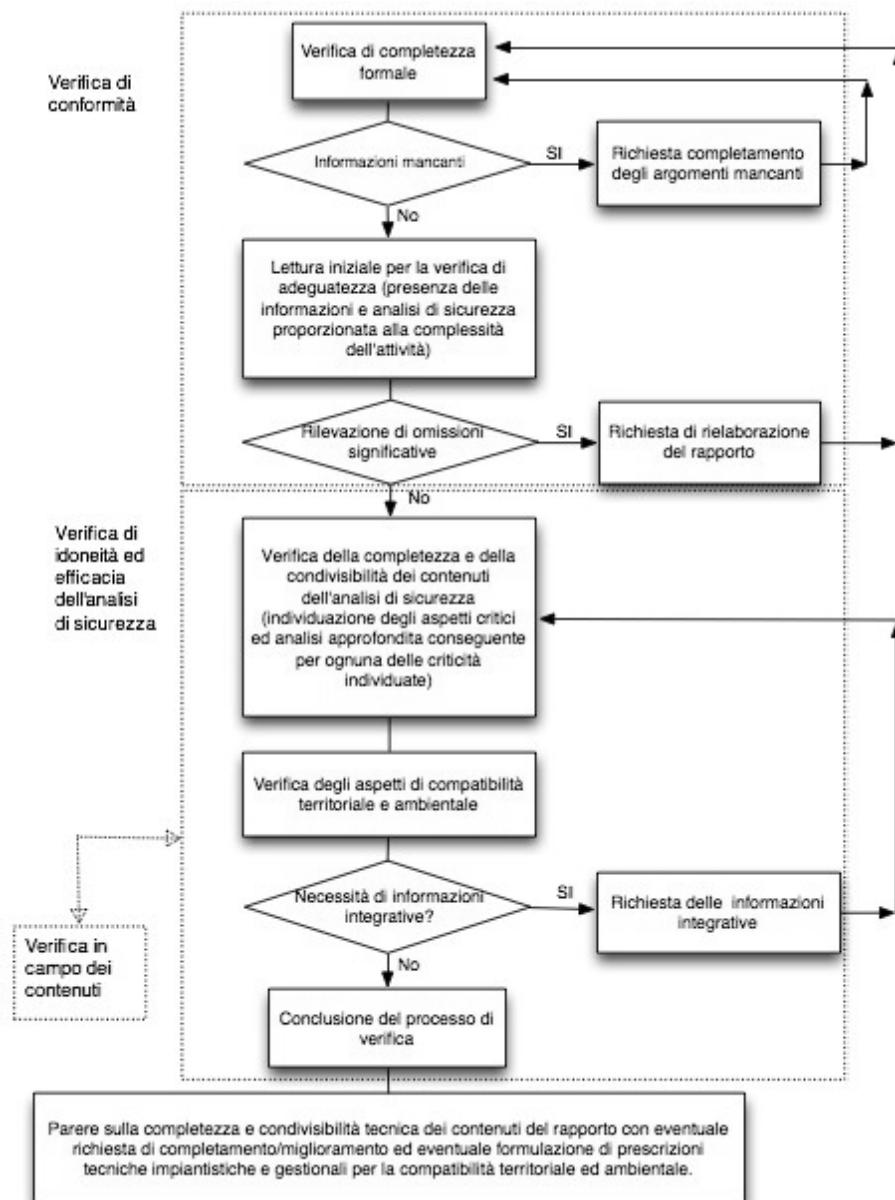 Verifica di completezza
formale
Verifica di
conformità
Informazioni mancanti
SI
Richiesta completamento
degli argomenti mancanti
No
Lettura iniziale per la verifica di
adeguatezza (presenza delle
informazioni e analisi di sicurezza
proporzionata alla complessità
dell'attività)
Rilevazione di omissioni
significative
SI
Richiesta di rielaborazione
del rapporto
No
Verifica di
idoneità ed
efficacia
dell'analisi
di sicurezza
Verifica della completezza e della
condivisibilità dei contenuti
dell'analisi di sicurezza
(individuazione degli aspetti critici
ed analisi approfondita conseguente
per ognuna delle criticità
individuate)
Verifica degli aspetti di compatibilità
territoriale e ambientale
Necessità di informazioni
integrative?
SI
Richiesta delle informazioni
integrative
Verifica in
campo dei
contenuti
No
Conclusione del processo di
verifica
Parere sulla completezza e condivisibilità tecnica dei contenuti del rapporto con eventuale
richiesta di completamento/miglioramento ed eventuale formulazione di prescrizioni
tecniche impiantistiche e gestionali per la compatibilità territoriale ed ambientale.